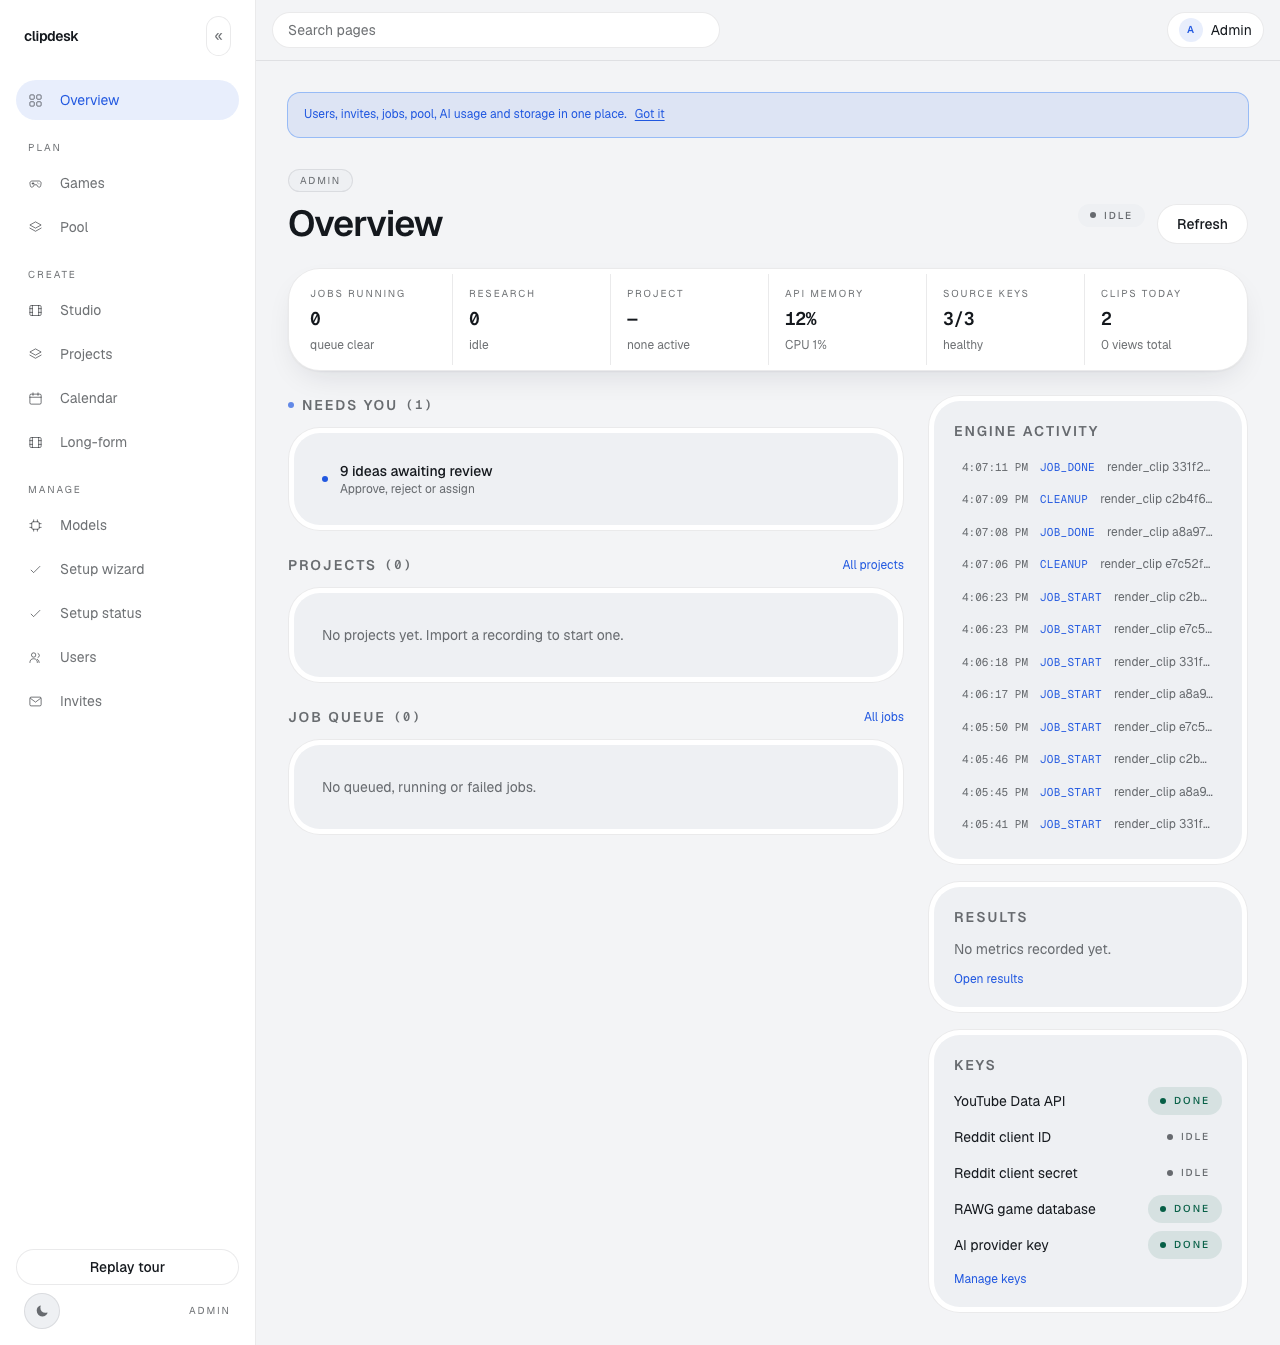 clipdesk
«
Overview
PLAN
Games
Pool
CREATE
Studio
Projects
Calendar
Long-form
MANAGE
Models
Setup wizard
Setup status
Users
Invites
Replay tour
ADMIN
Search pages
A Admin
Users, invites, jobs, pool, AI usage and storage in one place. Got it
ADMIN
Overview
IDLE
Refresh
JOBS RUNNING
0
queue clear
RESEARCH
0
idle
PROJECT
—
none active
API MEMORY
12%
CPU 1%
SOURCE KEYS
3/3
healthy
CLIPS TODAY
2
0 views total
NEEDS YOU (1)
9 ideas awaiting review
Approve, reject or assign
PROJECTS (0)
All projects
No projects yet. Import a recording to start one.
JOB QUEUE (0)
All jobs
No queued, running or failed jobs.
ENGINE ACTIVITY
4:07:11 PM JOB_DONE render_clip 331f2…
4:07:09 PM CLEANUP render_clip c2b4f6…
4:07:08 PM JOB_DONE render_clip a8a97…
4:07:06 PM CLEANUP render_clip e7c52f…
4:06:23 PM JOB_START render_clip c2b…
4:06:23 PM JOB_START render_clip e7c5…
4:06:18 PM JOB_START render_clip 331f…
4:06:17 PM JOB_START render_clip a8a9…
4:05:50 PM JOB_START render_clip e7c5…
4:05:46 PM JOB_START render_clip c2b…
4:05:45 PM JOB_START render_clip a8a9…
4:05:41 PM JOB_START render_clip 331f…
RESULTS
No metrics recorded yet.
Open results
KEYS
YouTube Data API DONE
Reddit client ID IDLE
Reddit client secret IDLE
RAWG game database DONE
AI provider key DONE
Manage keys